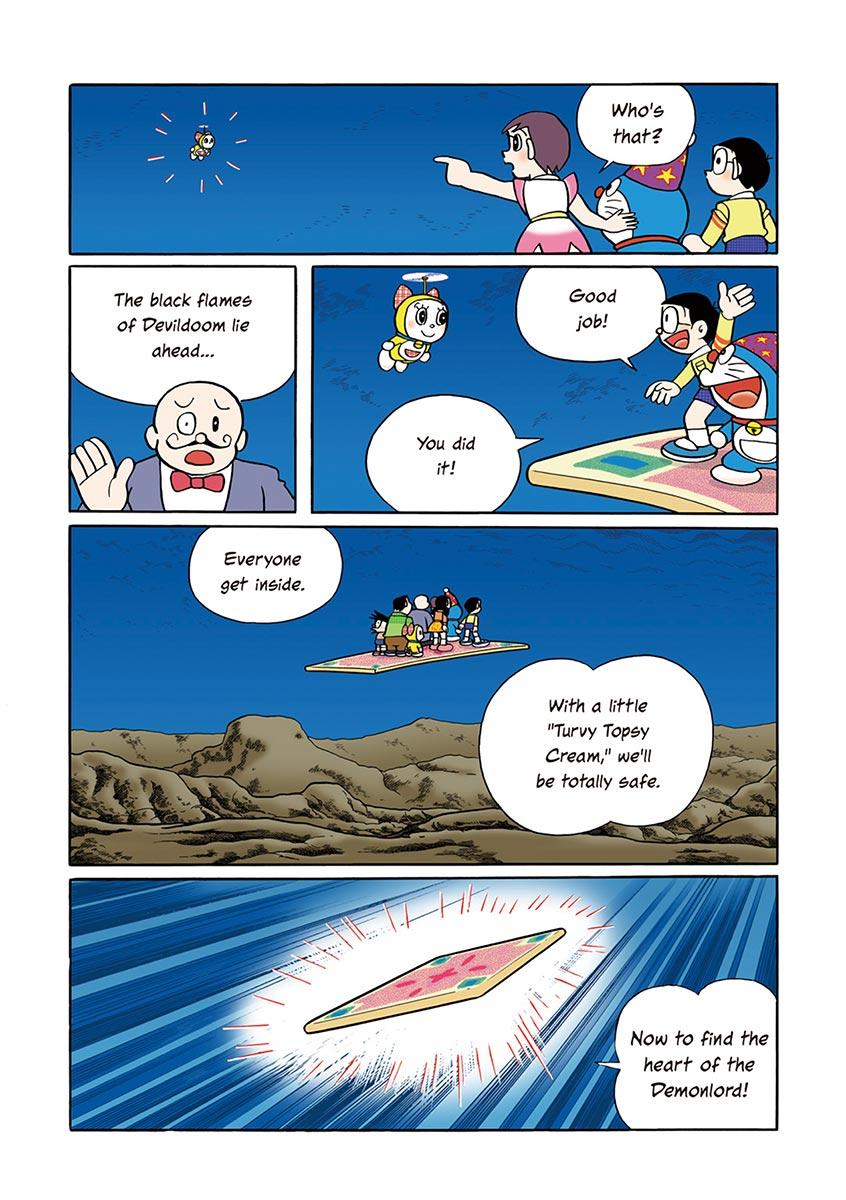 Who's
that?
The black flames
of Devildoom lie
ahead...
Good
job!
You did
it!
Everyone
get inside.
With a little
"Turvy Topsy
Cream," we'll
be totally safe.
Now to find the
heart of the
Demonlord!